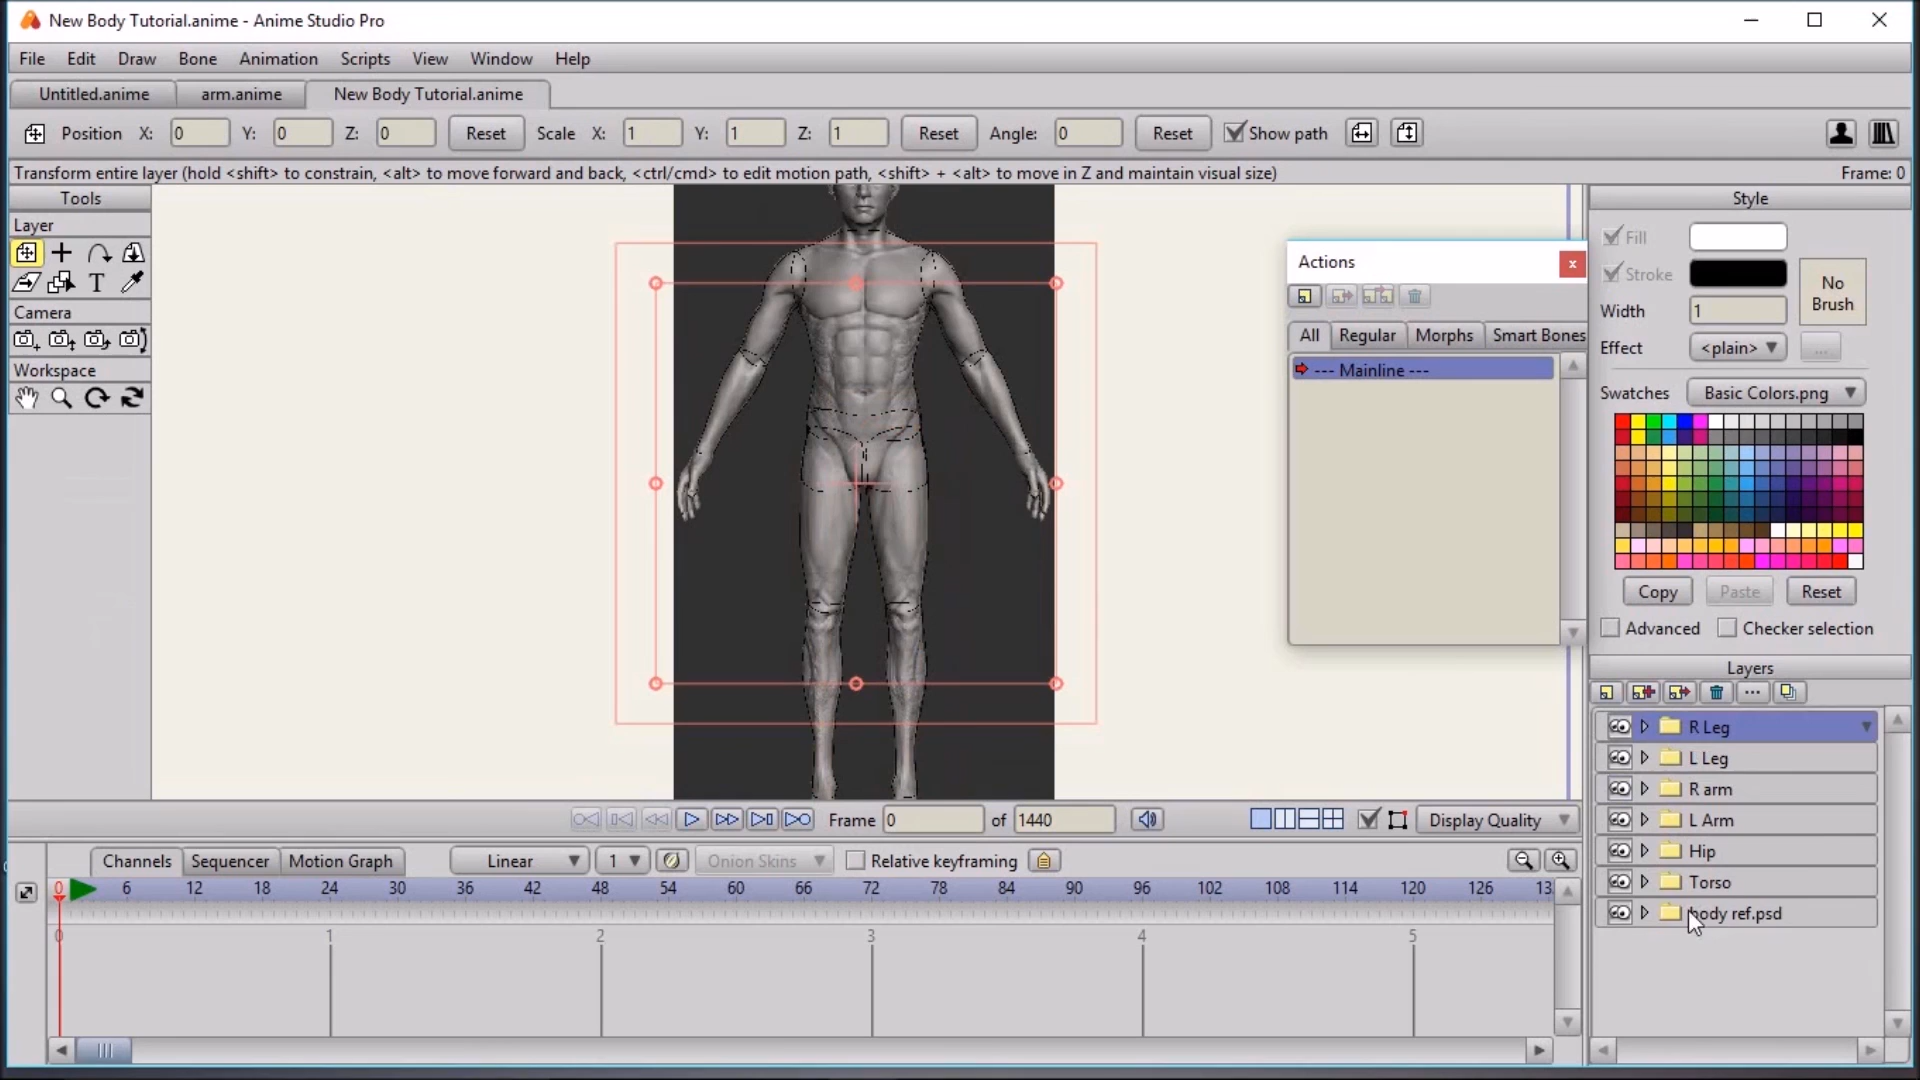 New Body Tutorial.anime - Anime Studio Pro
File Edit Draw Bone Animation Scripts View Window Help
Untitled.anime arm.anime New Body Tutorial.anime
Position X: 0 Y: 0 Z: 0 Reset Scale X: 1 Y: 1 Z: 1 Reset Angle: 0 Reset Show path
Transform entire layer (hold <shift> to constrain, <alt> to move forward and back, <ctrl/cmd> to edit motion path, <shift> + <alt> to move in Z and maintain visual size) Frame: 0
Tools
Layer
T
Camera
Workspace
Actions
x
All Regular Morphs Smart Bones
--- Mainline ---
Style
Fill
Stroke
No
Brush
Width 1
Effect <plain> ...
Swatches Basic Colors.png
Copy Paste Reset
Advanced Checker selection
Layers
R Leg
L Leg
R arm
L Arm
Hip
Torso
body ref.psd
Frame 0 of 1440 Display Quality
Channels Sequencer Motion Graph Linear 1 Onion Skins Relative keyframing
0 6 12 18 24 30 36 42 48 54 60 66 72 78 84 90 96 102 108 114 120 126 13
0 1 2 3 4 5